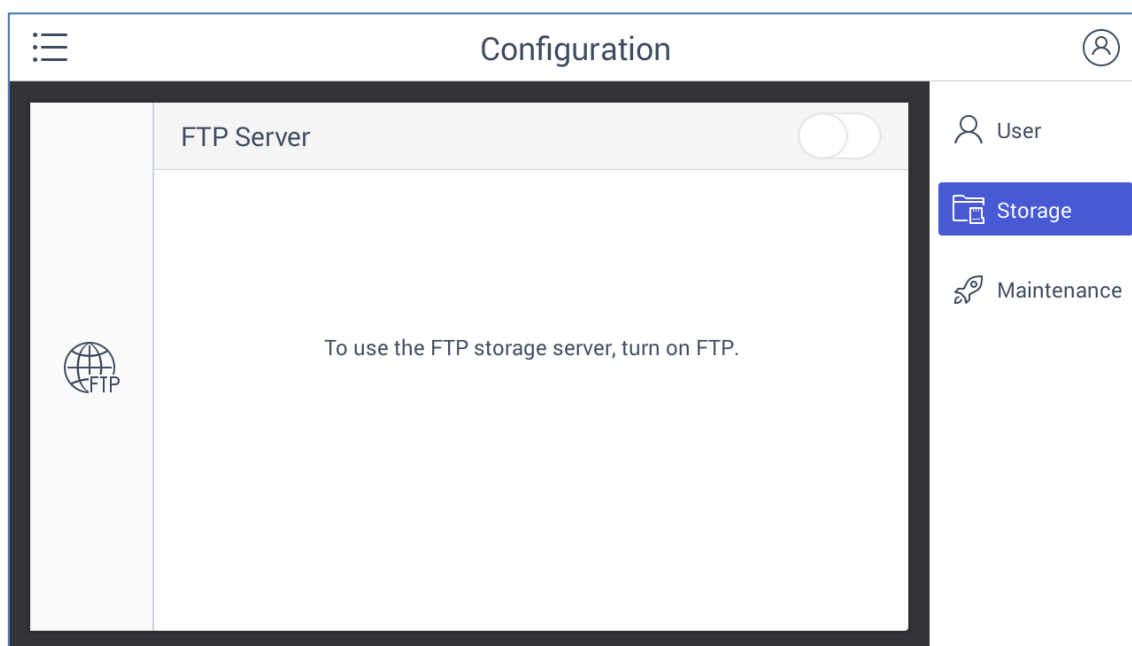 Configuration
FTP Server
User
Storage
Maintenance
To use the FTP storage server, turn on FTP.
FTP